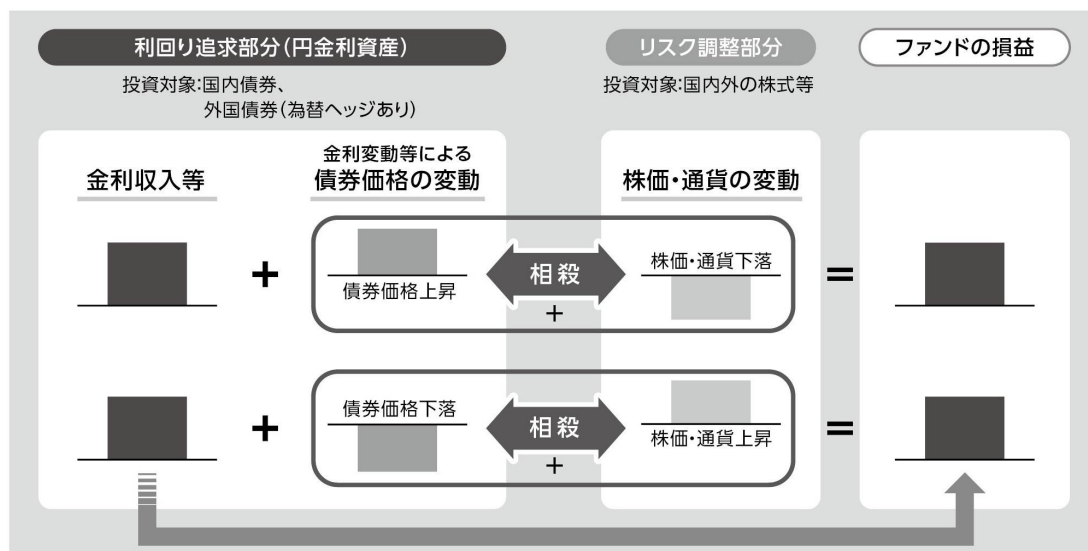 利回り追求部分(円金利資産)
リスク調整部分
ファンドの損益
投資対象:国内債券、
外国債券(為替ヘッジあり)
投資対象:国内外の株式等
金利収入等
金利変動等による
債券価格の変動
株価・通貨の変動
+
債券価格上昇
相殺
+
株価・通貨下落
=
+
債券価格下落
相殺
+
株価・通貨上昇
=